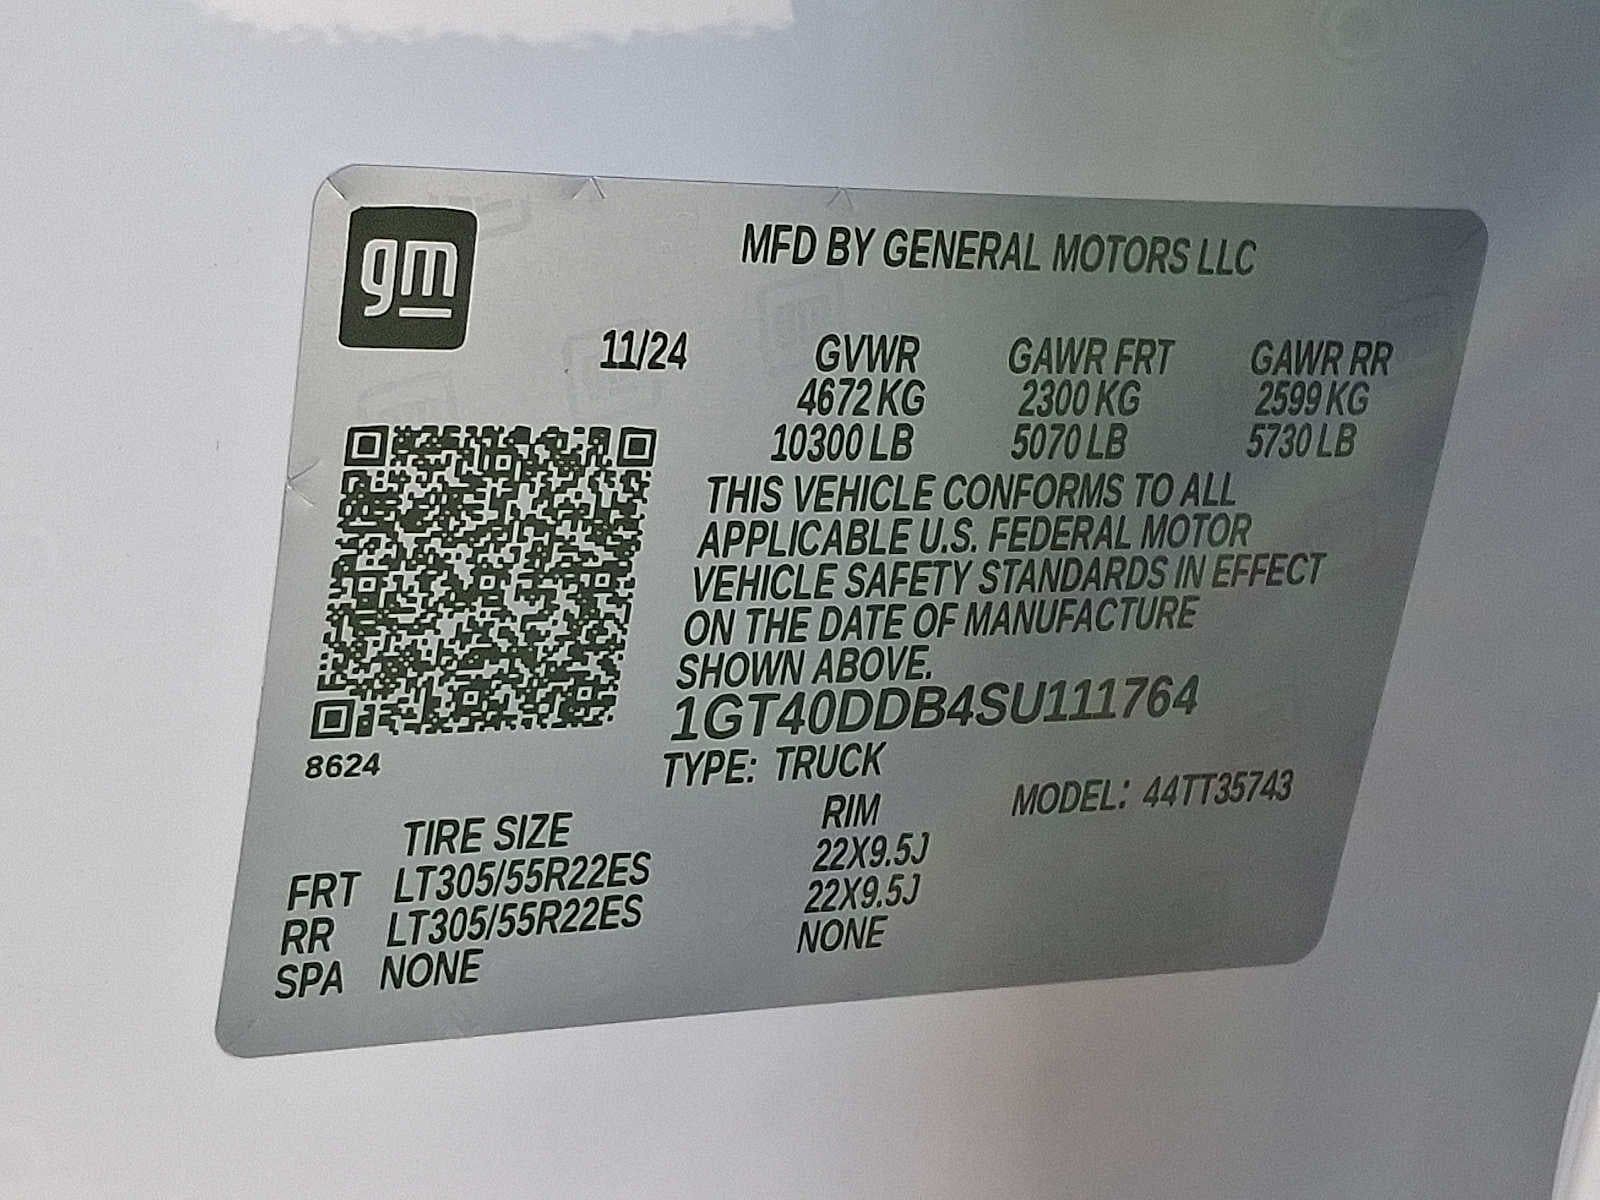 gm
MFD BY GENERAL MOTORS LLC
11/24 GVWR GAWR FRT GAWR RR
4672 KG 2300 KG 2599 KG
10300 LB 5070 LB 5730 LB
THIS VEHICLE CONFORMS TO ALL
APPLICABLE U.S. FEDERAL MOTOR
VEHICLE SAFETY STANDARDS IN EFFECT
ON THE DATE OF MANUFACTURE
SHOWN ABOVE.
1GT40DDB4SU111764
8624
TYPE: TRUCK
MODEL: 44TT35743
TIRE SIZE RIM
FRT LT305/55R22ES 22X9.5J
RR LT305/55R22ES 22X9.5J
SPA NONE NONE